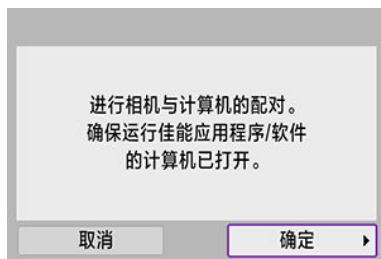 进行相机与计算机的配对。
确保运行佳能应用程序/软件
的计算机已打开。
取消
确定